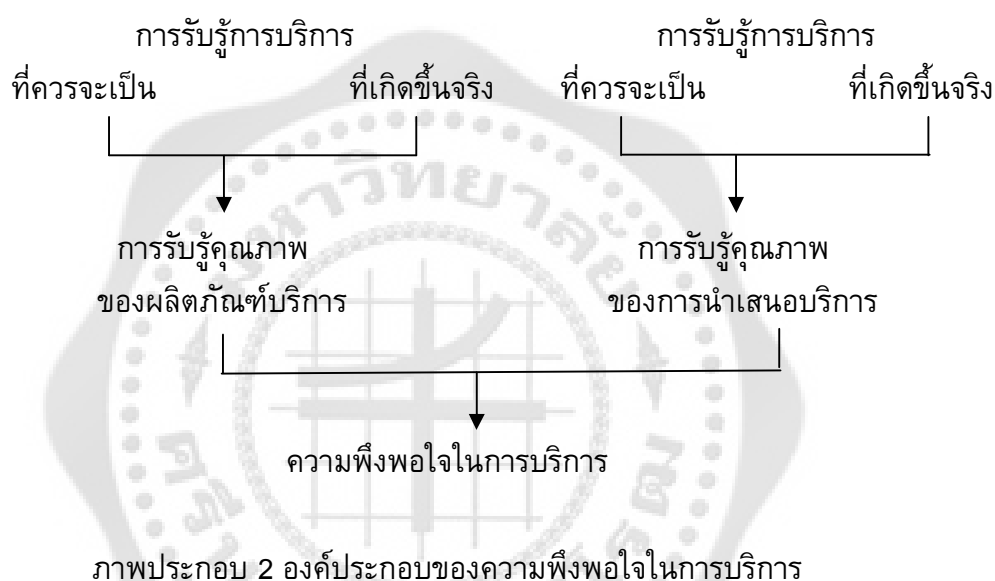 การรับรู้การบริการ การรับรู้การบริการ
ที่ควรจะเป็น ที่เกิดขึ้นจริง ที่ควรจะเป็น ที่เกิดขึ้นจริง
การรับรู้คุณภาพ การรับรู้คุณภาพ
ของผลิตภัณฑ์บริการ ของการนำเสนอบริการ
ความพึงพอใจในการบริการ
ภาพประกอบ 2 องค์ประกอบของความพึงพอใจในการบริการ
มหาวิทยาลัย